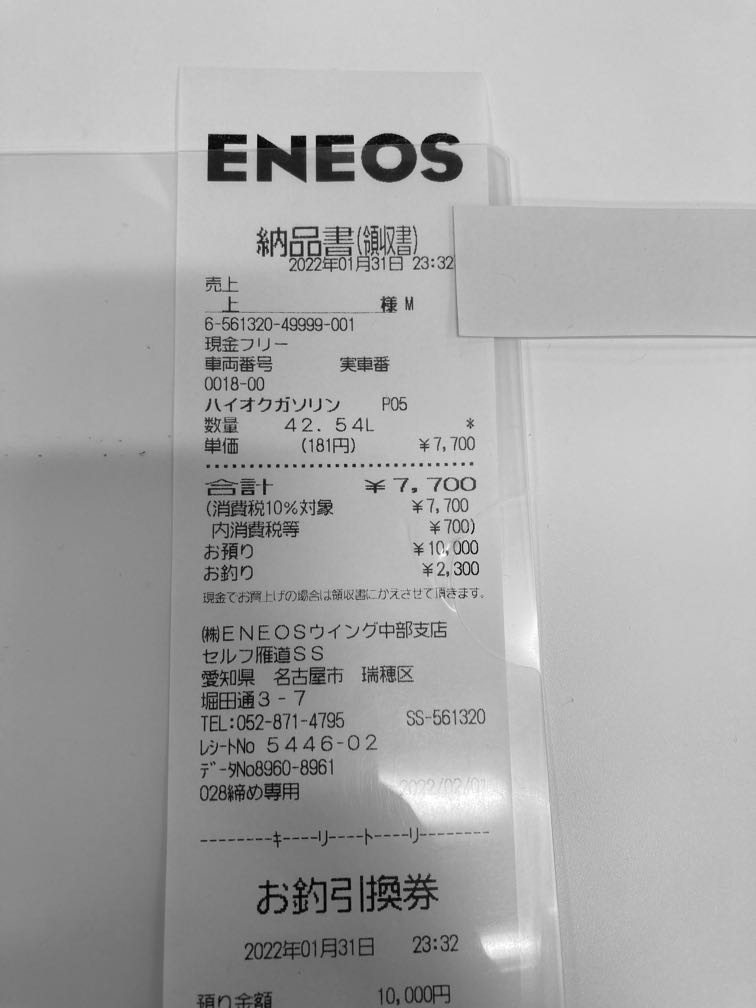 ENEOS
納品書(領収書)
2022年01月31日 23:32
売上
上 様 M
6-561320-49999-001
現金フリー
車両番号 実車番
0018-00
ハイオクガソリン P05
数量 42.54L *
単価 (181円) ¥7,700
合計 ¥7,700
(消費税10%対象 ¥7,700
内消費税等 ¥700)
お預り ¥10,000
お釣り ¥2,300
現金でお買上げの場合は領収書にかえさせて頂きます。
(株)ENEOSウイング中部支店
セルフ雁道SS
愛知県 名古屋市 瑞穂区
堀田通3-7
TEL:052-871-4795 SS-561320
レシートNo 5446-02
データNo8960-8961
028締め専用 2022/02/01
--------キ----リ----ト----リ--------
お釣引換券
2022年01月31日 23:32
預り金額 10,000円